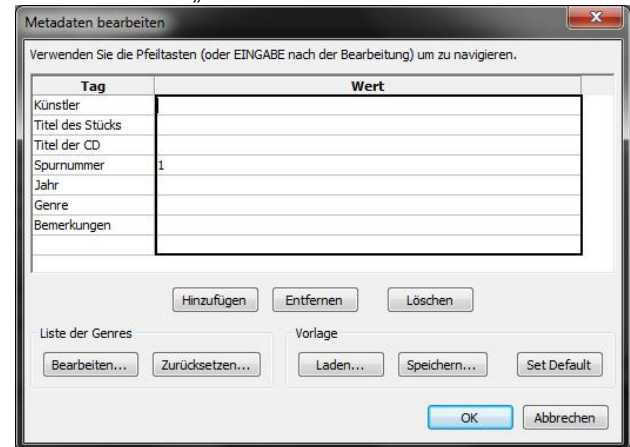 „
Metadaten bearbeiten
Verwenden Sie die Pfeiltasten (oder EINGABE nach der Bearbeitung) um zu navigieren.
Tag Wert
Künstler
Titel des Stücks
Titel der CD
Spurnummer 1
Jahr
Genre
Bemerkungen
Hinzufügen Entfernen Löschen
Liste der Genres Vorlage
Bearbeiten... Zurücksetzen... Laden... Speichern... Set Default
OK Abbrechen